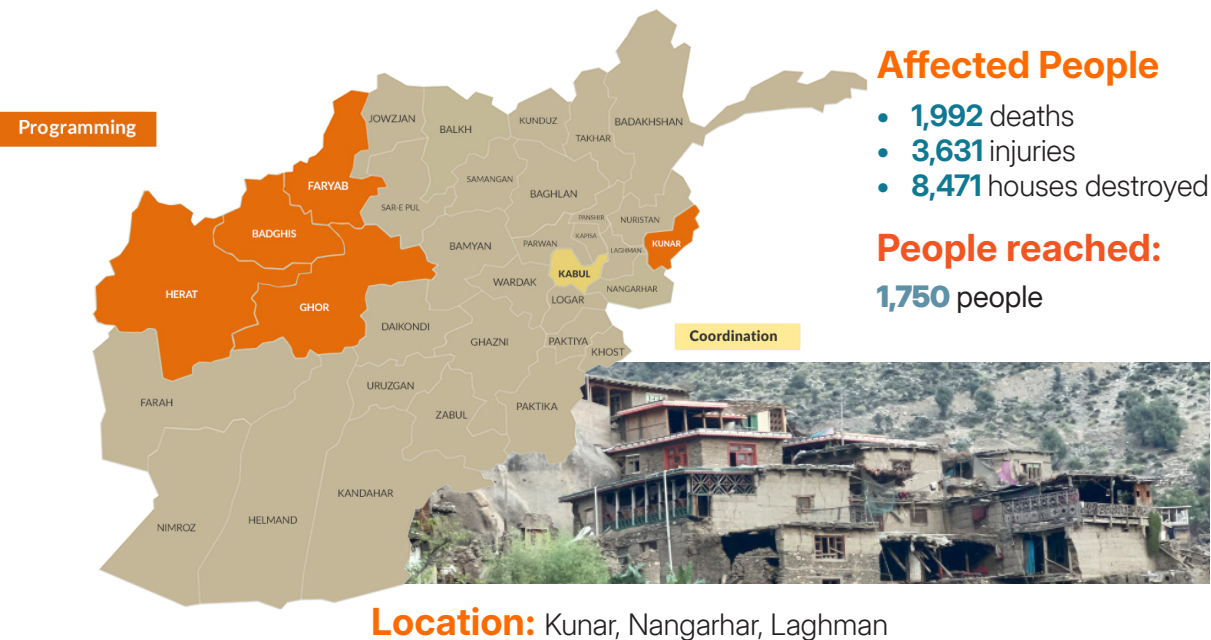 Programming
JOWZJAN
BALKH
KUNDUZ
TAKHAR
BADAKHSHAN
FARYAB
SAR-E PUL
SAMANGAN
BAGHLAN
PANSHIR
NURISTAN
BADGHIS
BAMYAN
PARWAN
KAPISA
LAGHMAN
KUNAR
KABUL
HERAT
GHOR
WARDAK
LOGAR
NANGARHAR
DAIKONDI
GHAZNI
PAKTIYA
KHOST
FARAH
URUZGAN
ZABUL
PAKTIKA
KANDAHAR
NIMROZ
HELMAND
Coordination
Affected People
• 1,992 deaths
• 3,631 injuries
• 8,471 houses destroyed
People reached:
1,750 people
Location: Kunar, Nangarhar, Laghman